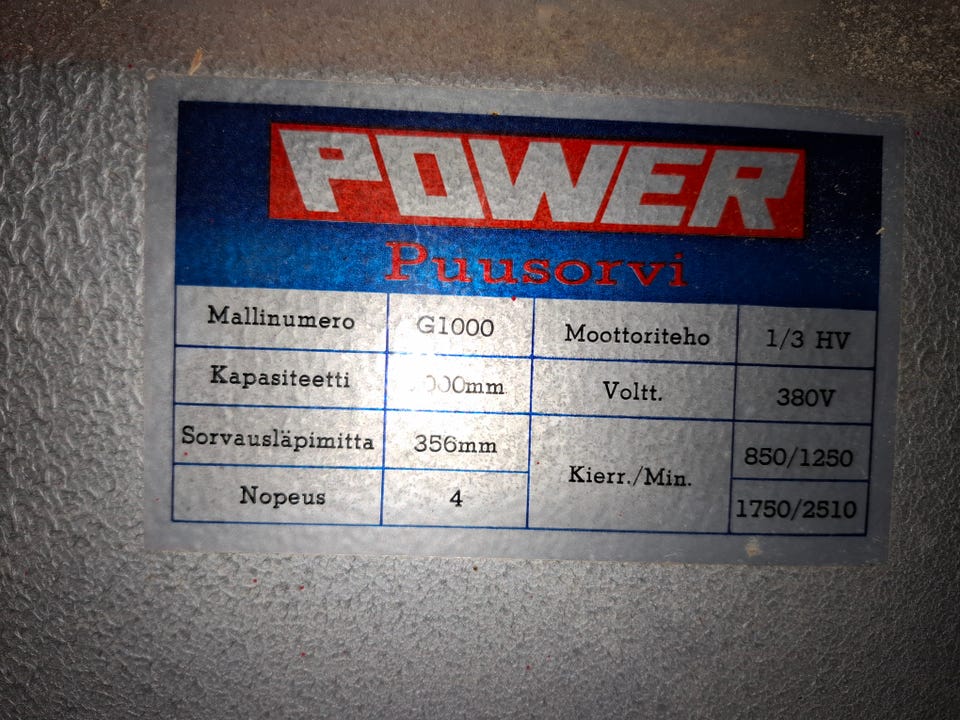 POWER
Puusorvi
Mallinumero G1000 Moottoriteho 1/3 HV
Kapasiteetti 000mm Voltt. 380V
Sorvausläpimitta 356mm Kierr./Min. 850/1250
Nopeus 4 1750/2510